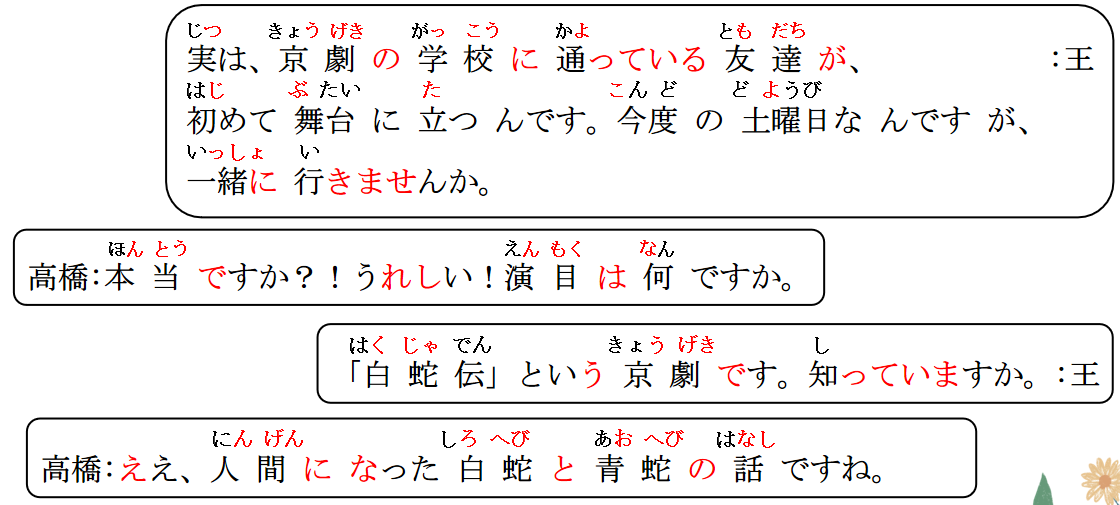 じつ きょう げき がっ こう かよ とも だち
実は、京 劇 の 学 校 に 通っている 友 達 が、 :王
はじ ぶ たい た こん ど ど ようび
初めて 舞台 に 立つ んです。今度 の 土曜日な んです が、
いっしょ い
一緒に 行きませんか。
ほん とう えん もく なん
高橋:本 当 ですか?!うれしい!演 目 は 何 ですか。
はく じゃ でん きょう げき し
「白 蛇 伝」という 京 劇 です。知っていますか。:王
にん げん しろ へび あお へび はなし
高橋:ええ、人 間 に なった 白 蛇 と 青 蛇 の 話 ですね。